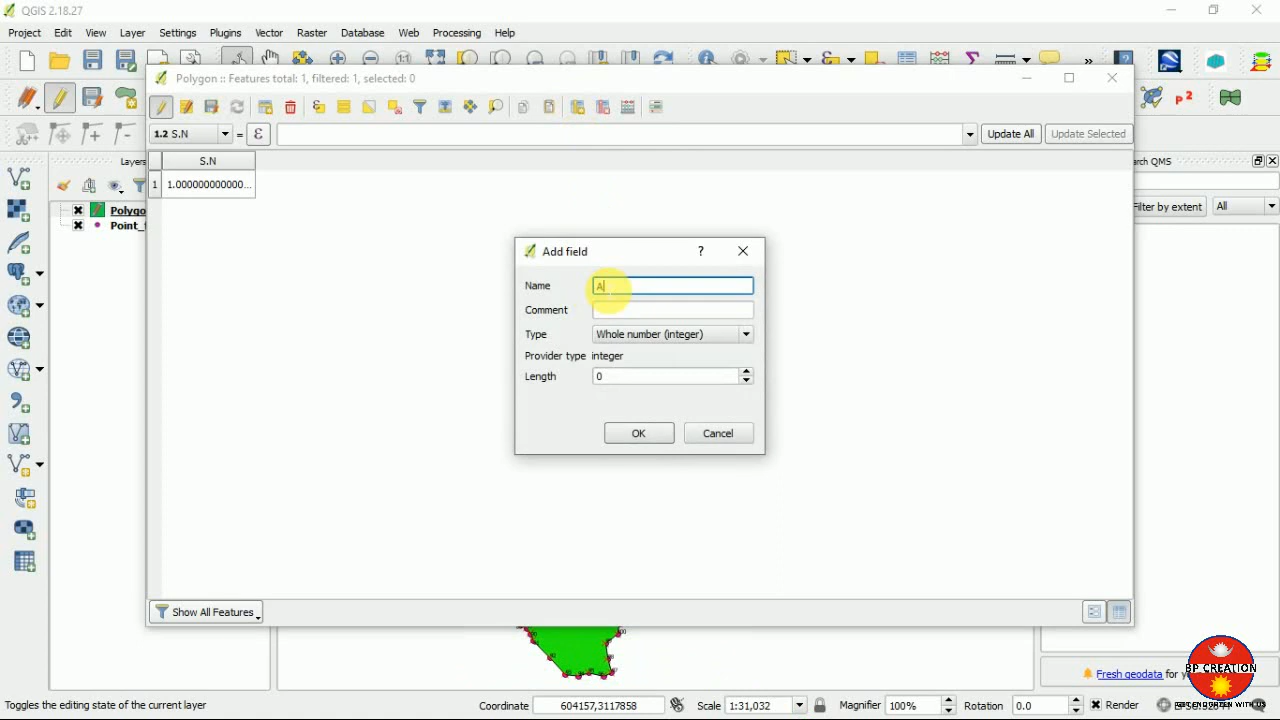 QGIS 2.18.27
Project Edit View Layer Settings Plugins Vector Raster Database Web Processing Help
Polygon :: Features total: 1, filtered: 1, selected: 0
1.2 S.N = ε Update All Update Selected
S.N
1 1.000000000000...
Layers
Polygo
Point_
Add field
Name A
Comment
Type Whole number (integer)
Provider type integer
Length 0
OK Cancel
Show All Features
rch QMS
Filter by extent All
Fresh geodata for y
BP CREATION
Toggles the editing state of the current layer
Coordinate 604157,3117858 Scale 1:31,032 Magnifier 100% Rotation 0.0 Render